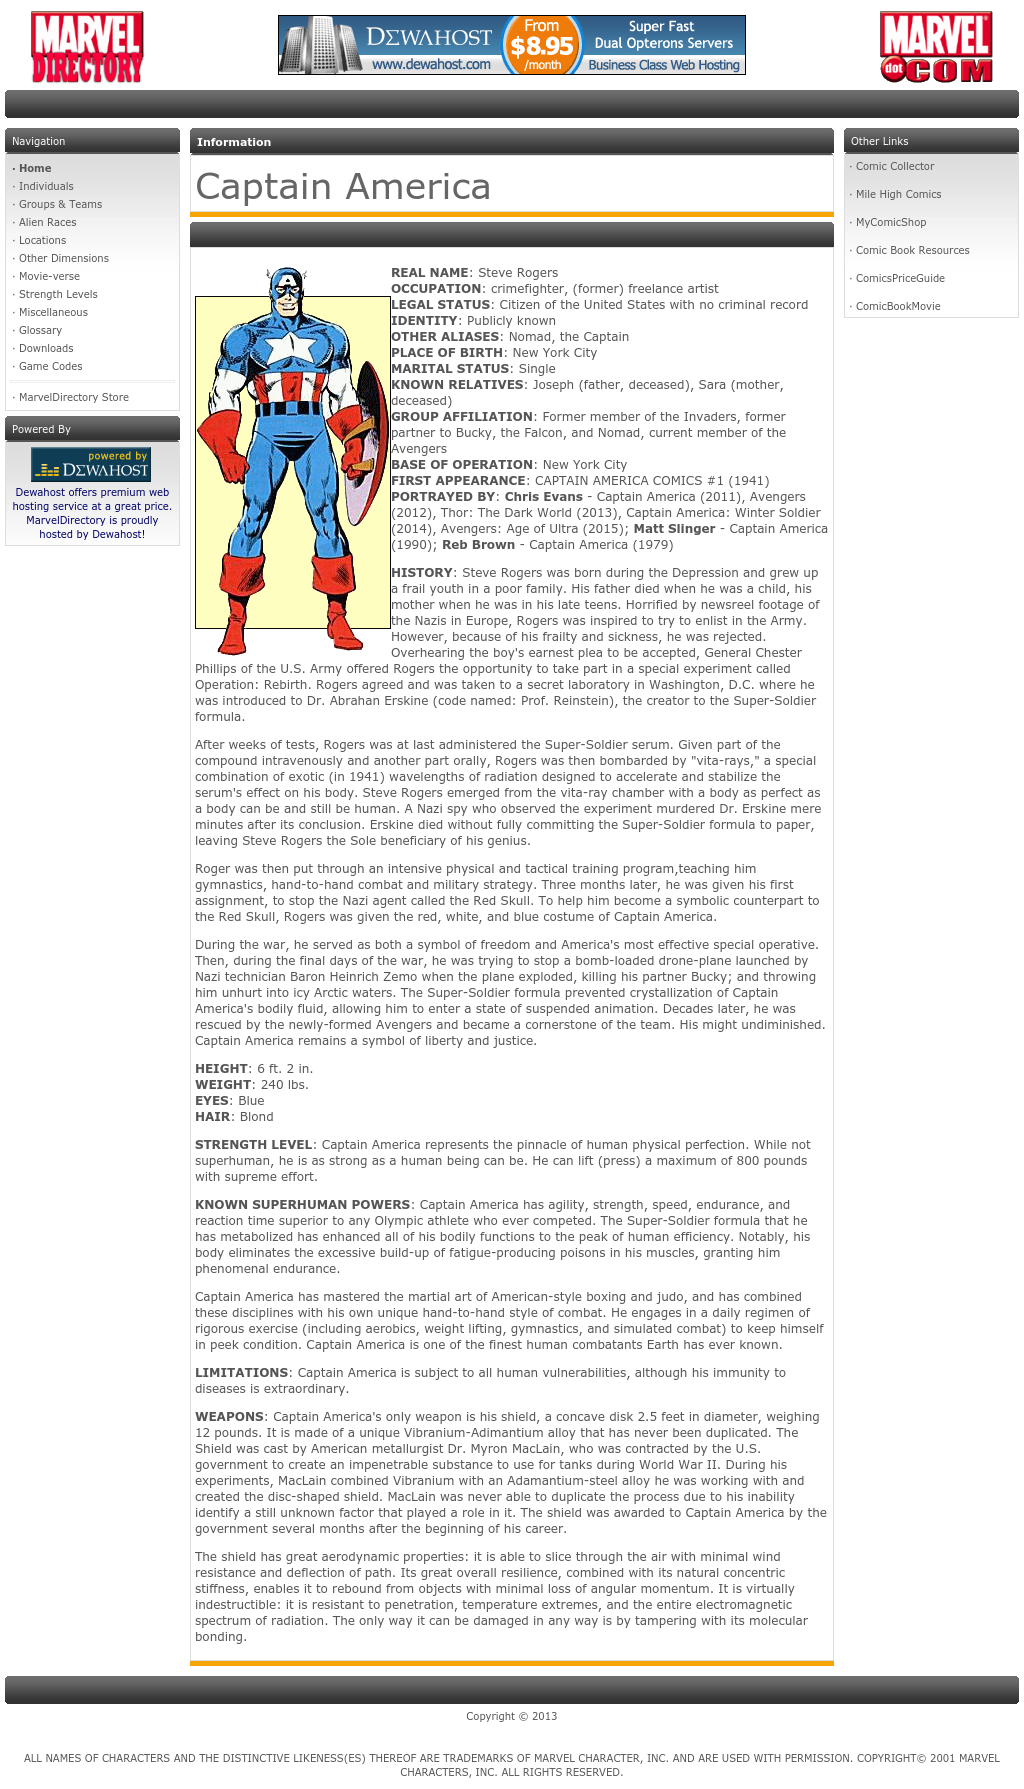 MARVEL
DIRECTORY
DEWAHOST
www.dewahost.com
From
$8.95
/month
Super Fast
Dual Opterons Servers
Business Class Web Hosting
MARVEL
dot
COM
Navigation
· Home
· Individuals
· Groups & Teams
· Alien Races
· Locations
· Other Dimensions
· Movie-verse
· Strength Levels
· Miscellaneous
· Glossary
· Downloads
· Game Codes
· MarvelDirectory Store
Powered By
powered by
DEWAHOST
Dewahost offers premium web
hosting service at a great price.
MarvelDirectory is proudly
hosted by Dewahost!
Information
Captain America
REAL NAME: Steve Rogers
OCCUPATION: crimefighter, (former) freelance artist
LEGAL STATUS: Citizen of the United States with no criminal record
IDENTITY: Publicly known
OTHER ALIASES: Nomad, the Captain
PLACE OF BIRTH: New York City
MARITAL STATUS: Single
KNOWN RELATIVES: Joseph (father, deceased), Sara (mother,
deceased)
GROUP AFFILIATION: Former member of the Invaders, former
partner to Bucky, the Falcon, and Nomad, current member of the
Avengers
BASE OF OPERATION: New York City
FIRST APPEARANCE: CAPTAIN AMERICA COMICS #1 (1941)
PORTRAYED BY: Chris Evans - Captain America (2011), Avengers
(2012), Thor: The Dark World (2013), Captain America: Winter Soldier
(2014), Avengers: Age of Ultra (2015); Matt Slinger - Captain America
(1990); Reb Brown - Captain America (1979)
HISTORY: Steve Rogers was born during the Depression and grew up
a frail youth in a poor family. His father died when he was a child, his
mother when he was in his late teens. Horrified by newsreel footage of
the Nazis in Europe, Rogers was inspired to try to enlist in the Army.
However, because of his frailty and sickness, he was rejected.
Overhearing the boy's earnest plea to be accepted, General Chester
Phillips of the U.S. Army offered Rogers the opportunity to take part in a special experiment called
Operation: Rebirth. Rogers agreed and was taken to a secret laboratory in Washington, D.C. where he
was introduced to Dr. Abrahan Erskine (code named: Prof. Reinstein), the creator to the Super-Soldier
formula.
After weeks of tests, Rogers was at last administered the Super-Soldier serum. Given part of the
compound intravenously and another part orally, Rogers was then bombarded by "vita-rays," a special
combination of exotic (in 1941) wavelengths of radiation designed to accelerate and stabilize the
serum's effect on his body. Steve Rogers emerged from the vita-ray chamber with a body as perfect as
a body can be and still be human. A Nazi spy who observed the experiment murdered Dr. Erskine mere
minutes after its conclusion. Erskine died without fully committing the Super-Soldier formula to paper,
leaving Steve Rogers the Sole beneficiary of his genius.
Roger was then put through an intensive physical and tactical training program,teaching him
gymnastics, hand-to-hand combat and military strategy. Three months later, he was given his first
assignment, to stop the Nazi agent called the Red Skull. To help him become a symbolic counterpart to
the Red Skull, Rogers was given the red, white, and blue costume of Captain America.
During the war, he served as both a symbol of freedom and America's most effective special operative.
Then, during the final days of the war, he was trying to stop a bomb-loaded drone-plane launched by
Nazi technician Baron Heinrich Zemo when the plane exploded, killing his partner Bucky; and throwing
him unhurt into icy Arctic waters. The Super-Soldier formula prevented crystallization of Captain
America's bodily fluid, allowing him to enter a state of suspended animation. Decades later, he was
rescued by the newly-formed Avengers and became a cornerstone of the team. His might undiminished.
Captain America remains a symbol of liberty and justice.
HEIGHT: 6 ft. 2 in.
WEIGHT: 240 lbs.
EYES: Blue
HAIR: Blond
STRENGTH LEVEL: Captain America represents the pinnacle of human physical perfection. While not
superhuman, he is as strong as a human being can be. He can lift (press) a maximum of 800 pounds
with supreme effort.
KNOWN SUPERHUMAN POWERS: Captain America has agility, strength, speed, endurance, and
reaction time superior to any Olympic athlete who ever competed. The Super-Soldier formula that he
has metabolized has enhanced all of his bodily functions to the peak of human efficiency. Notably, his
body eliminates the excessive build-up of fatigue-producing poisons in his muscles, granting him
phenomenal endurance.
Captain America has mastered the martial art of American-style boxing and judo, and has combined
these disciplines with his own unique hand-to-hand style of combat. He engages in a daily regimen of
rigorous exercise (including aerobics, weight lifting, gymnastics, and simulated combat) to keep himself
in peek condition. Captain America is one of the finest human combatants Earth has ever known.
LIMITATIONS: Captain America is subject to all human vulnerabilities, although his immunity to
diseases is extraordinary.
WEAPONS: Captain America's only weapon is his shield, a concave disk 2.5 feet in diameter, weighing
12 pounds. It is made of a unique Vibranium-Adimantium alloy that has never been duplicated. The
Shield was cast by American metallurgist Dr. Myron MacLain, who was contracted by the U.S.
government to create an impenetrable substance to use for tanks during World War II. During his
experiments, MacLain combined Vibranium with an Adamantium-steel alloy he was working with and
created the disc-shaped shield. MacLain was never able to duplicate the process due to his inability
identify a still unknown factor that played a role in it. The shield was awarded to Captain America by the
government several months after the beginning of his career.
The shield has great aerodynamic properties: it is able to slice through the air with minimal wind
resistance and deflection of path. Its great overall resilience, combined with its natural concentric
stiffness, enables it to rebound from objects with minimal loss of angular momentum. It is virtually
indestructible: it is resistant to penetration, temperature extremes, and the entire electromagnetic
spectrum of radiation. The only way it can be damaged in any way is by tampering with its molecular
bonding.
Other Links
· Comic Collector
· Mile High Comics
· MyComicShop
· Comic Book Resources
· ComicsPriceGuide
· ComicBookMovie
Copyright © 2013
ALL NAMES OF CHARACTERS AND THE DISTINCTIVE LIKENESS(ES) THEREOF ARE TRADEMARKS OF MARVEL CHARACTER, INC. AND ARE USED WITH PERMISSION. COPYRIGHT© 2001 MARVEL
CHARACTERS, INC. ALL RIGHTS RESERVED.